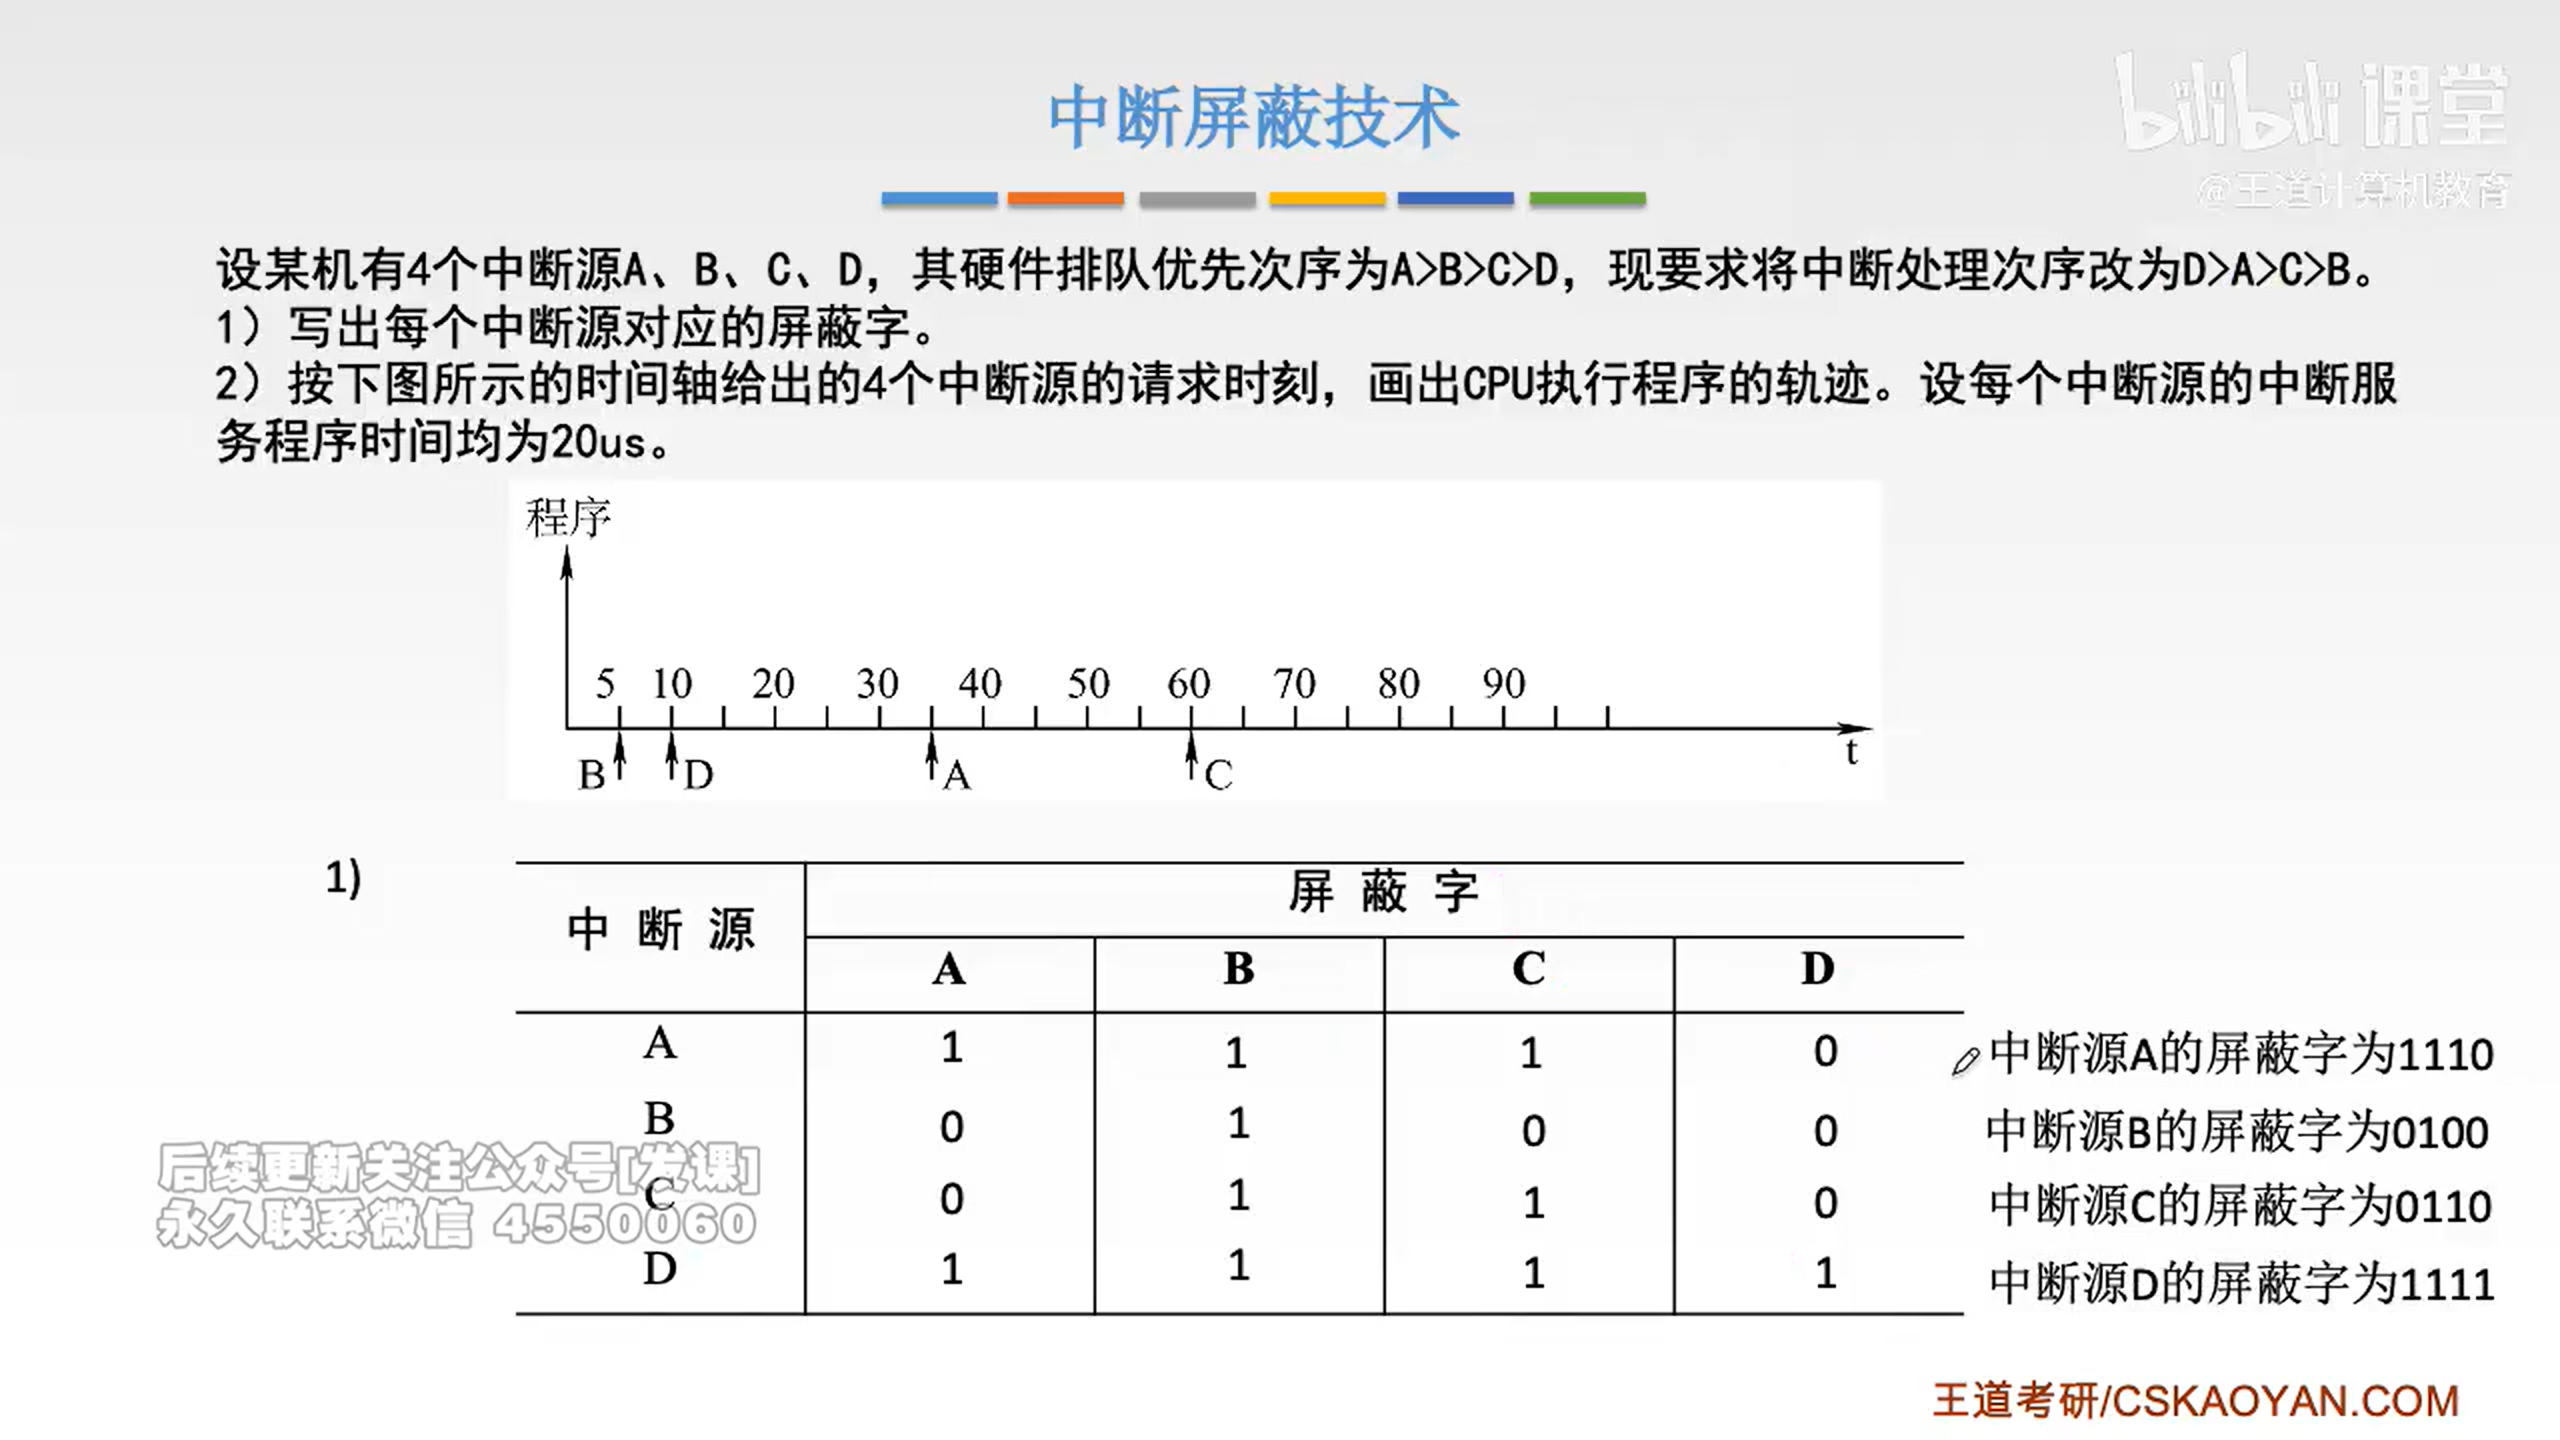 中断屏蔽技术
bilibili 课堂
@王道计算机教育
设某机有4个中断源A、B、C、D，其硬件排队优先次序为A>B>C>D，现要求将中断处理次序改为D>A>C>B。
1）写出每个中断源对应的屏蔽字。
2）按下图所示的时间轴给出的4个中断源的请求时刻，画出CPU执行程序的轨迹。设每个中断源的中断服
务程序时间均为20us。
程序
5 10 20 30 40 50 60 70 80 90
t
B D A C
1)
中断源 屏蔽字
A B C D
A 1 1 1 0 中断源A的屏蔽字为1110
B 0 1 0 0 中断源B的屏蔽字为0100
C 0 1 1 0 中断源C的屏蔽字为0110
D 1 1 1 1 中断源D的屏蔽字为1111
后续更新关注公众号[发课]
永久联系微信 4550060
王道考研/CSKAOYAN.COM